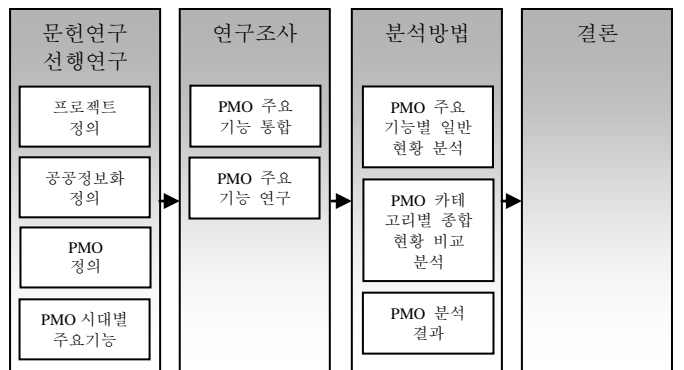 문헌연구
선행연구
프로젝트
정의
공공정보화
정의
PMO
정의
PMO 시대별
주요기능
연구조사
PMO 주요
기능 통합
PMO 주요
기능 연구
분석방법
PMO 주요
기능별 일반
현황 분석
PMO 카테
고리별 종합
현황 비교
분석
PMO 분석
결과
결론